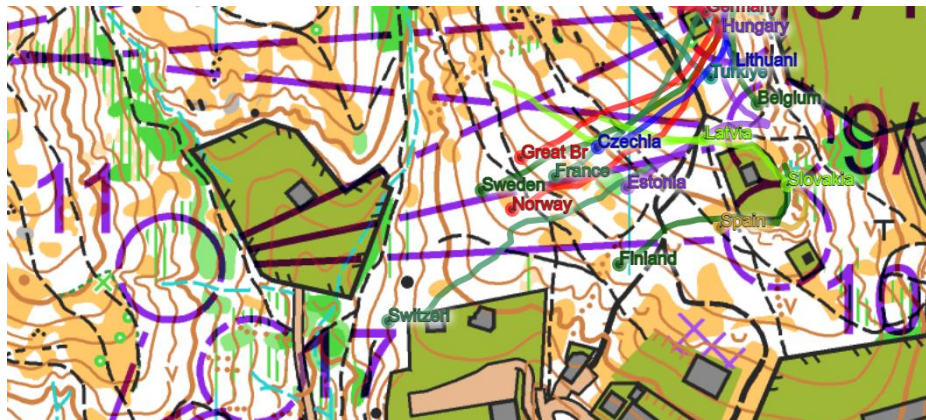 Germany
Hungary
Lithuani
Türkiye
Belgium
Latvia
Czechia
Great Br
France
Slovakia
Sweden
Estonia
11
Norway
Spain
Finland
10
Switzerl
17